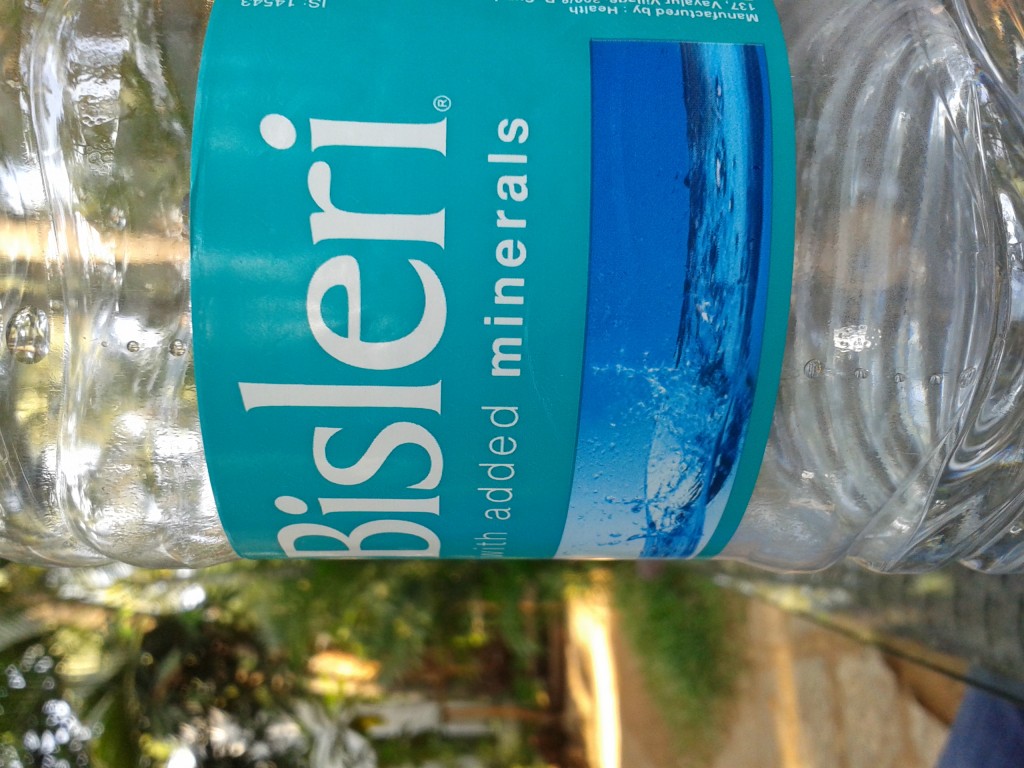 Bisleri®
with added minerals
IS: 14543
Manufactured by : Health
137, Vayalur Village